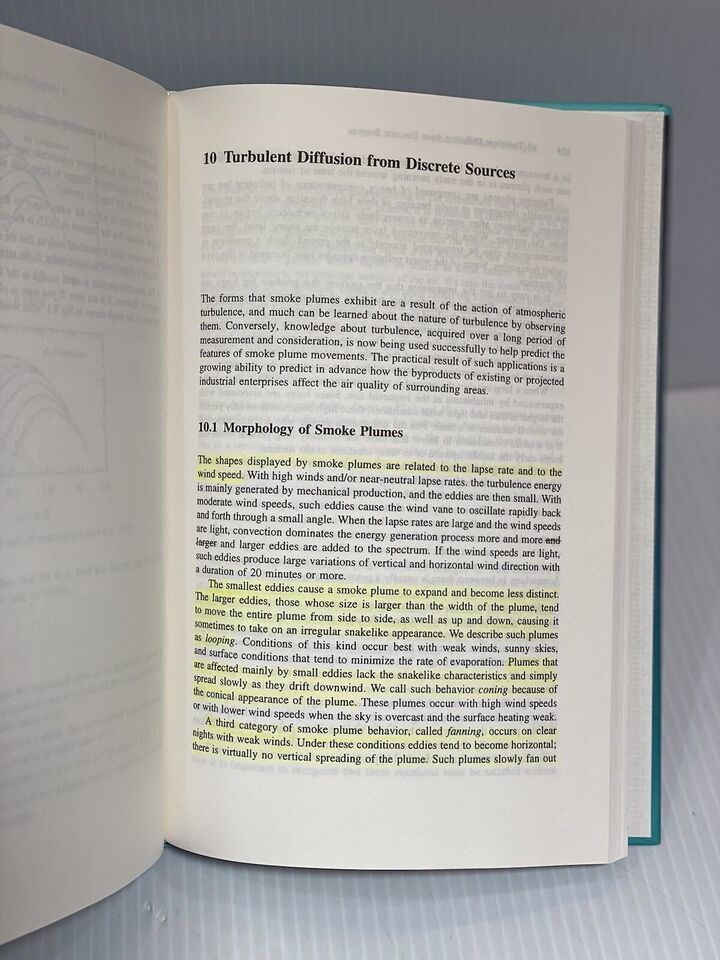 10 Turbulent Diffusion from Discrete Sources
The forms that smoke plumes exhibit are a result of the action of atmospheric
turbulence, and much can be learned about the nature of turbulence by observing
them. Conversely, knowledge about turbulence, acquired over a long period of
measurement and consideration, is now being used successfully to help predict the
features of smoke plume movements. The practical result of such applications is a
growing ability to predict in advance how the byproducts of existing or projected
industrial enterprises affect the air quality of surrounding areas.
10.1 Morphology of Smoke Plumes
The shapes displayed by smoke plumes are related to the lapse rate and to the
wind speed. With high winds and/or near-neutral lapse rates. the turbulence energy
is mainly generated by mechanical production, and the eddies are then small. With
moderate wind speeds, such eddies cause the wind vane to oscillate rapidly back
and forth through a small angle. When the lapse rates are large and the wind speeds
are light, convection dominates the energy generation process more and more and
larger and larger eddies are added to the spectrum. If the wind speeds are light,
such eddies produce large variations of vertical and horizontal wind direction with
a duration of 20 minutes or more.
The smallest eddies cause a smoke plume to expand and become less distinct.
The larger eddies, those whose size is larger than the width of the plume, tend
to move the entire plume from side to side, as well as up and down, causing it
sometimes to take on an irregular snakelike appearance. We describe such plumes
as looping. Conditions of this kind occur best with weak winds, sunny skies,
and surface conditions that tend to minimize the rate of evaporation. Plumes that
are affected mainly by small eddies lack the snakelike characteristics and simply
spread slowly as they drift downwind. We call such behavior coning because of
the conical appearance of the plume. These plumes occur with high wind speeds
or with lower wind speeds when the sky is overcast and the surface heating weak.
A third category of smoke plume behavior, called fanning, occurs on clear
nights with weak winds. Under these conditions eddies tend to become horizontal;
there is virtually no vertical spreading of the plume. Such plumes slowly fan out